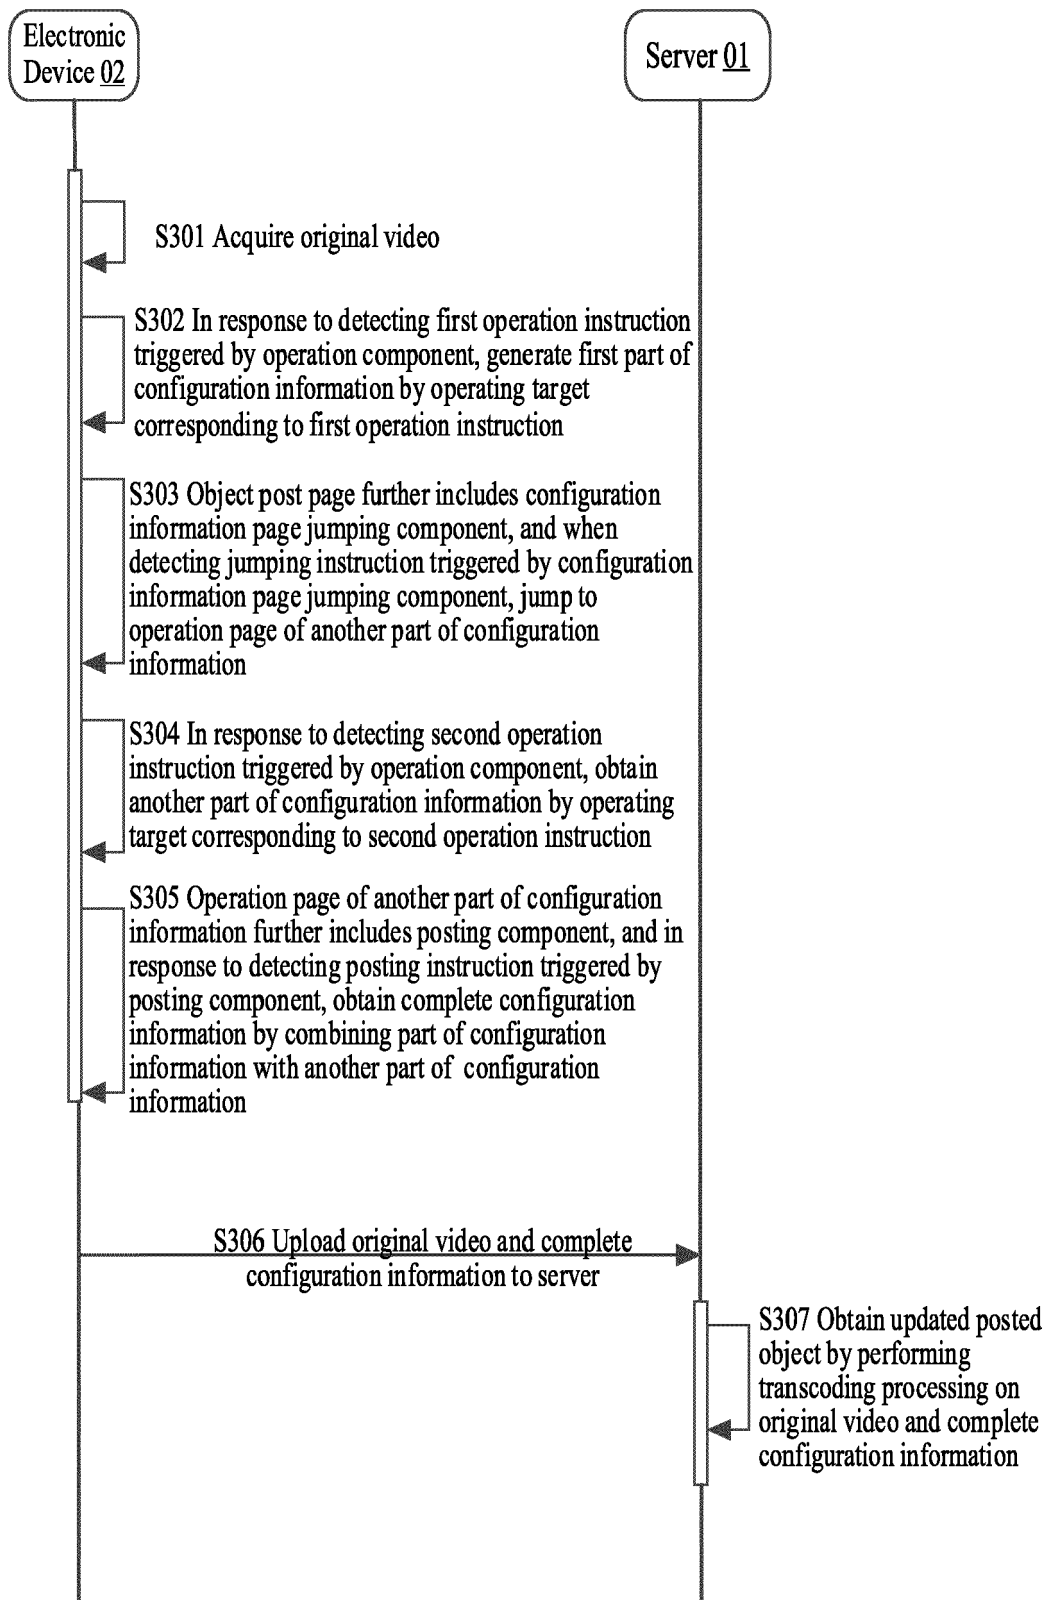 Electronic
Device 02
Server 01
S301 Acquire original video
S302 In response to detecting first operation instruction
triggered by operation component, generate first part of
configuration information by operating target
corresponding to first operation instruction
S303 Object post page further includes configuration
information page jumping component, and when
detecting jumping instruction triggered by configuration
information page jumping component, jump to
operation page of another part of configuration
information
S304 In response to detecting second operation
instruction triggered by operation component, obtain
another part of configuration information by operating
target corresponding to second operation instruction
S305 Operation page of another part of configuration
information further includes posting component, and in
response to detecting posting instruction triggered by
posting component, obtain complete configuration
information by combining part of configuration
information with another part of configuration
information
S306 Upload original video and complete
configuration information to server
S307 Obtain updated posted
object by performing
transcoding processing on
original video and complete
configuration information